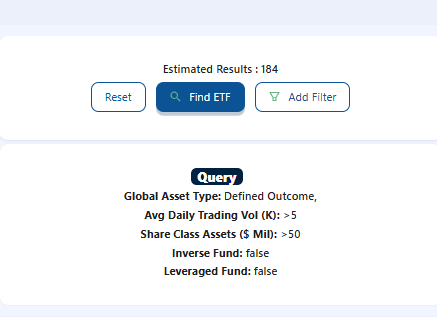 Estimated Results : 184
Reset Find ETF Add Filter
Query
Global Asset Type: Defined Outcome,
Avg Daily Trading Vol (K): >5
Share Class Assets ($ Mil): >50
Inverse Fund: false
Leveraged Fund: false